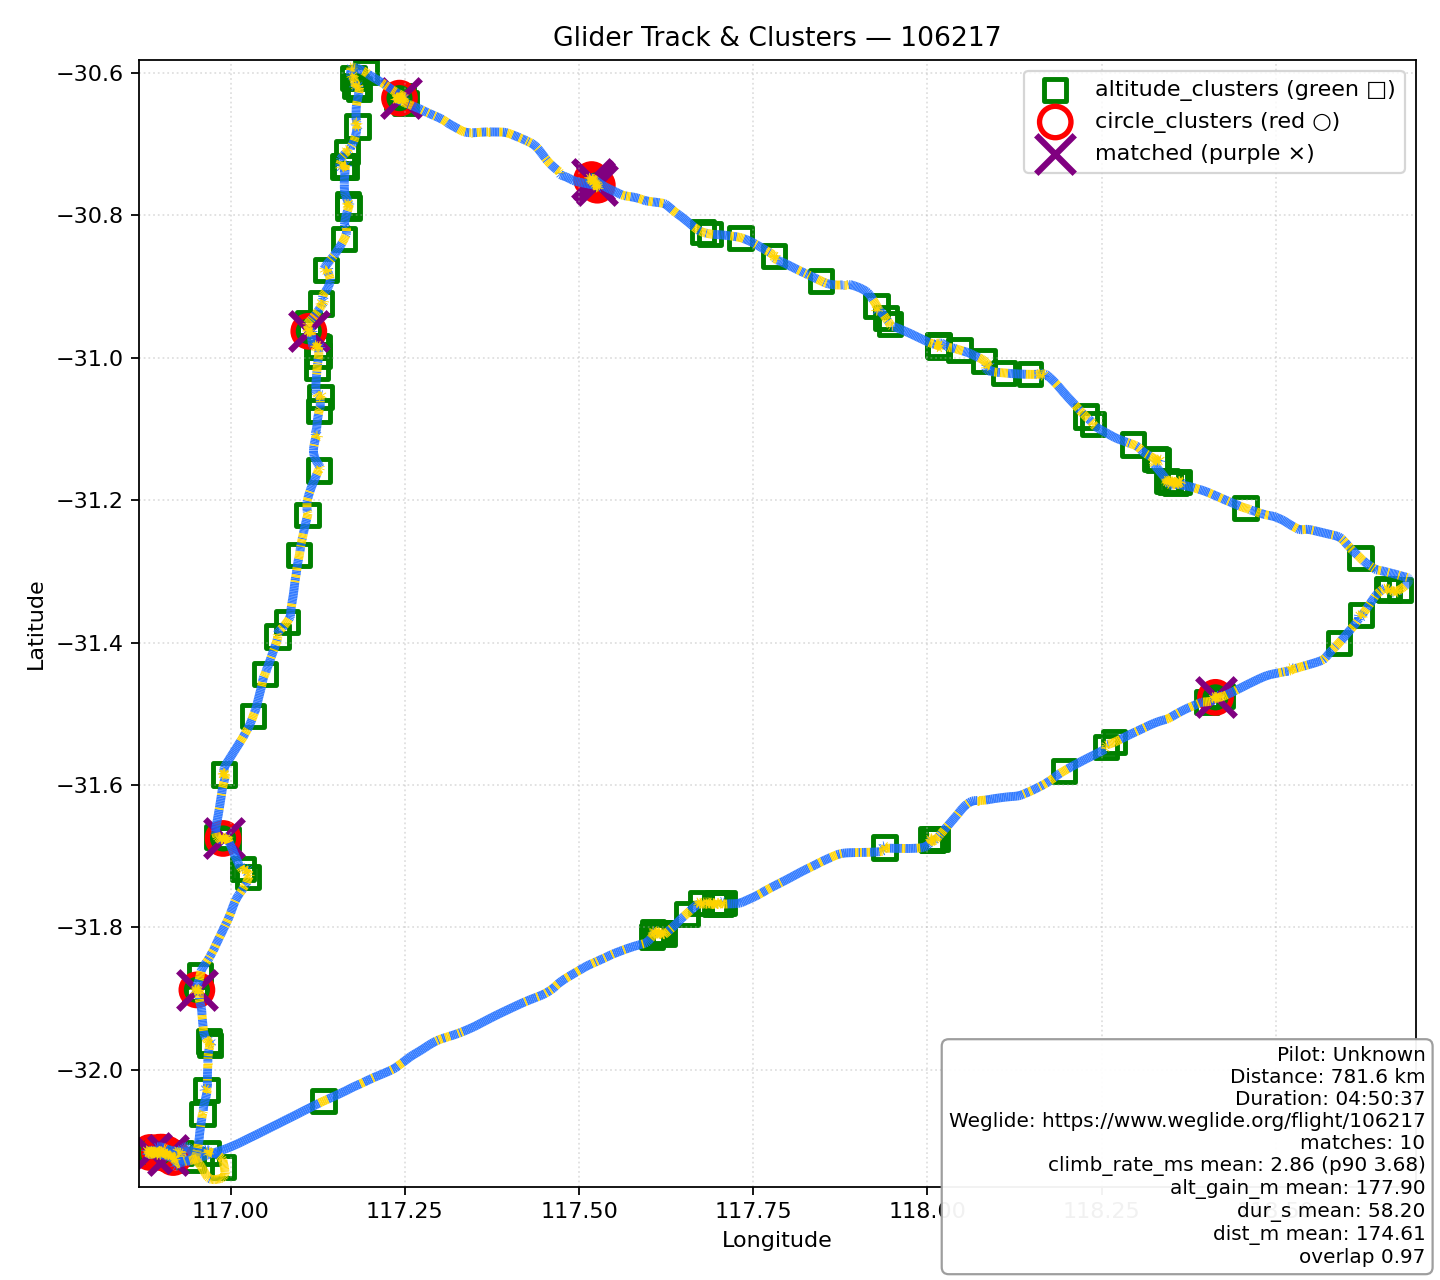 Glider Track & Clusters — 106217
altitude_clusters (green □)
circle_clusters (red ○)
matched (purple ×)
Latitude
−30.6
−30.8
−31.0
−31.2
−31.4
−31.6
−31.8
−32.0
117.00
117.25
117.50
117.75
118.00
118.25
Longitude
Pilot: Unknown
Distance: 781.6 km
Duration: 04:50:37
Weglide: https://www.weglide.org/flight/106217
matches: 10
climb_rate_ms mean: 2.86 (p90 3.68)
alt_gain_m mean: 177.90
dur_s mean: 58.20
dist_m mean: 174.61
overlap 0.97